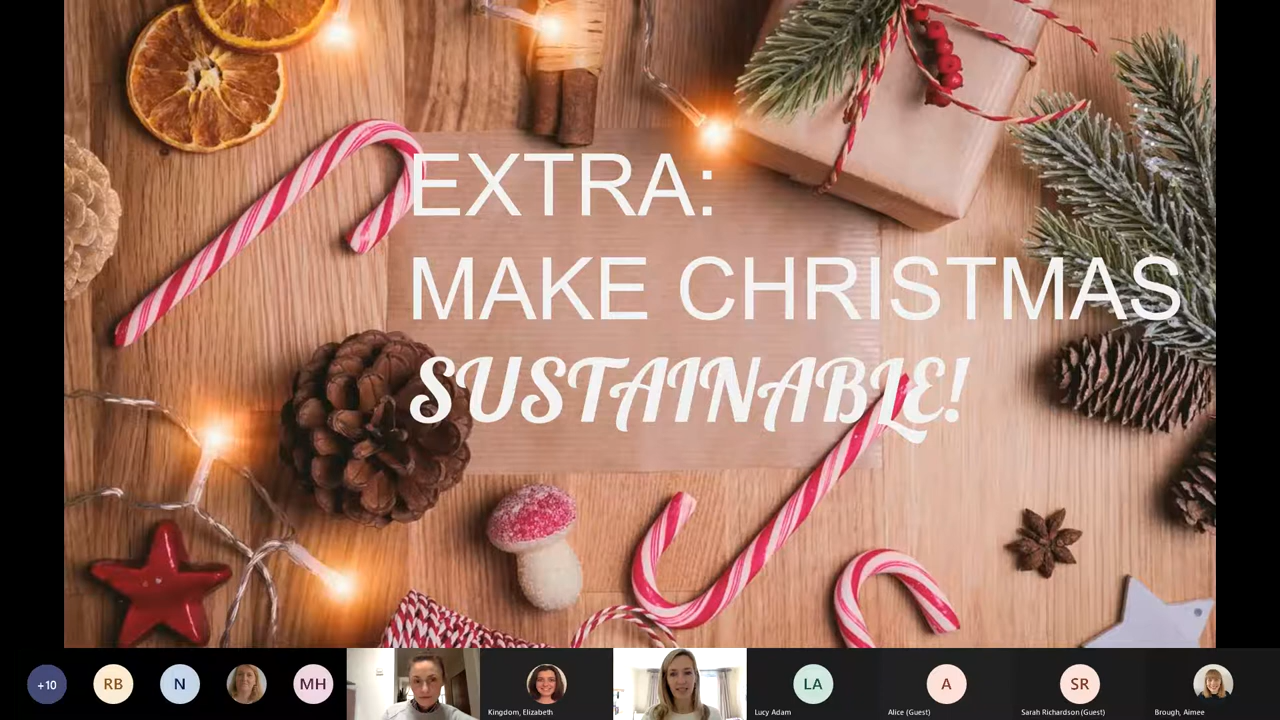 EXTRA:
MAKE CHRISTMAS
SUSTAINABLE!
+10
RB
N
MH
Kingdom, Elizabeth
LA
Lucy Adam
A
Alice (Guest)
SR
Sarah Richardson (Guest)
Brough, Aimee